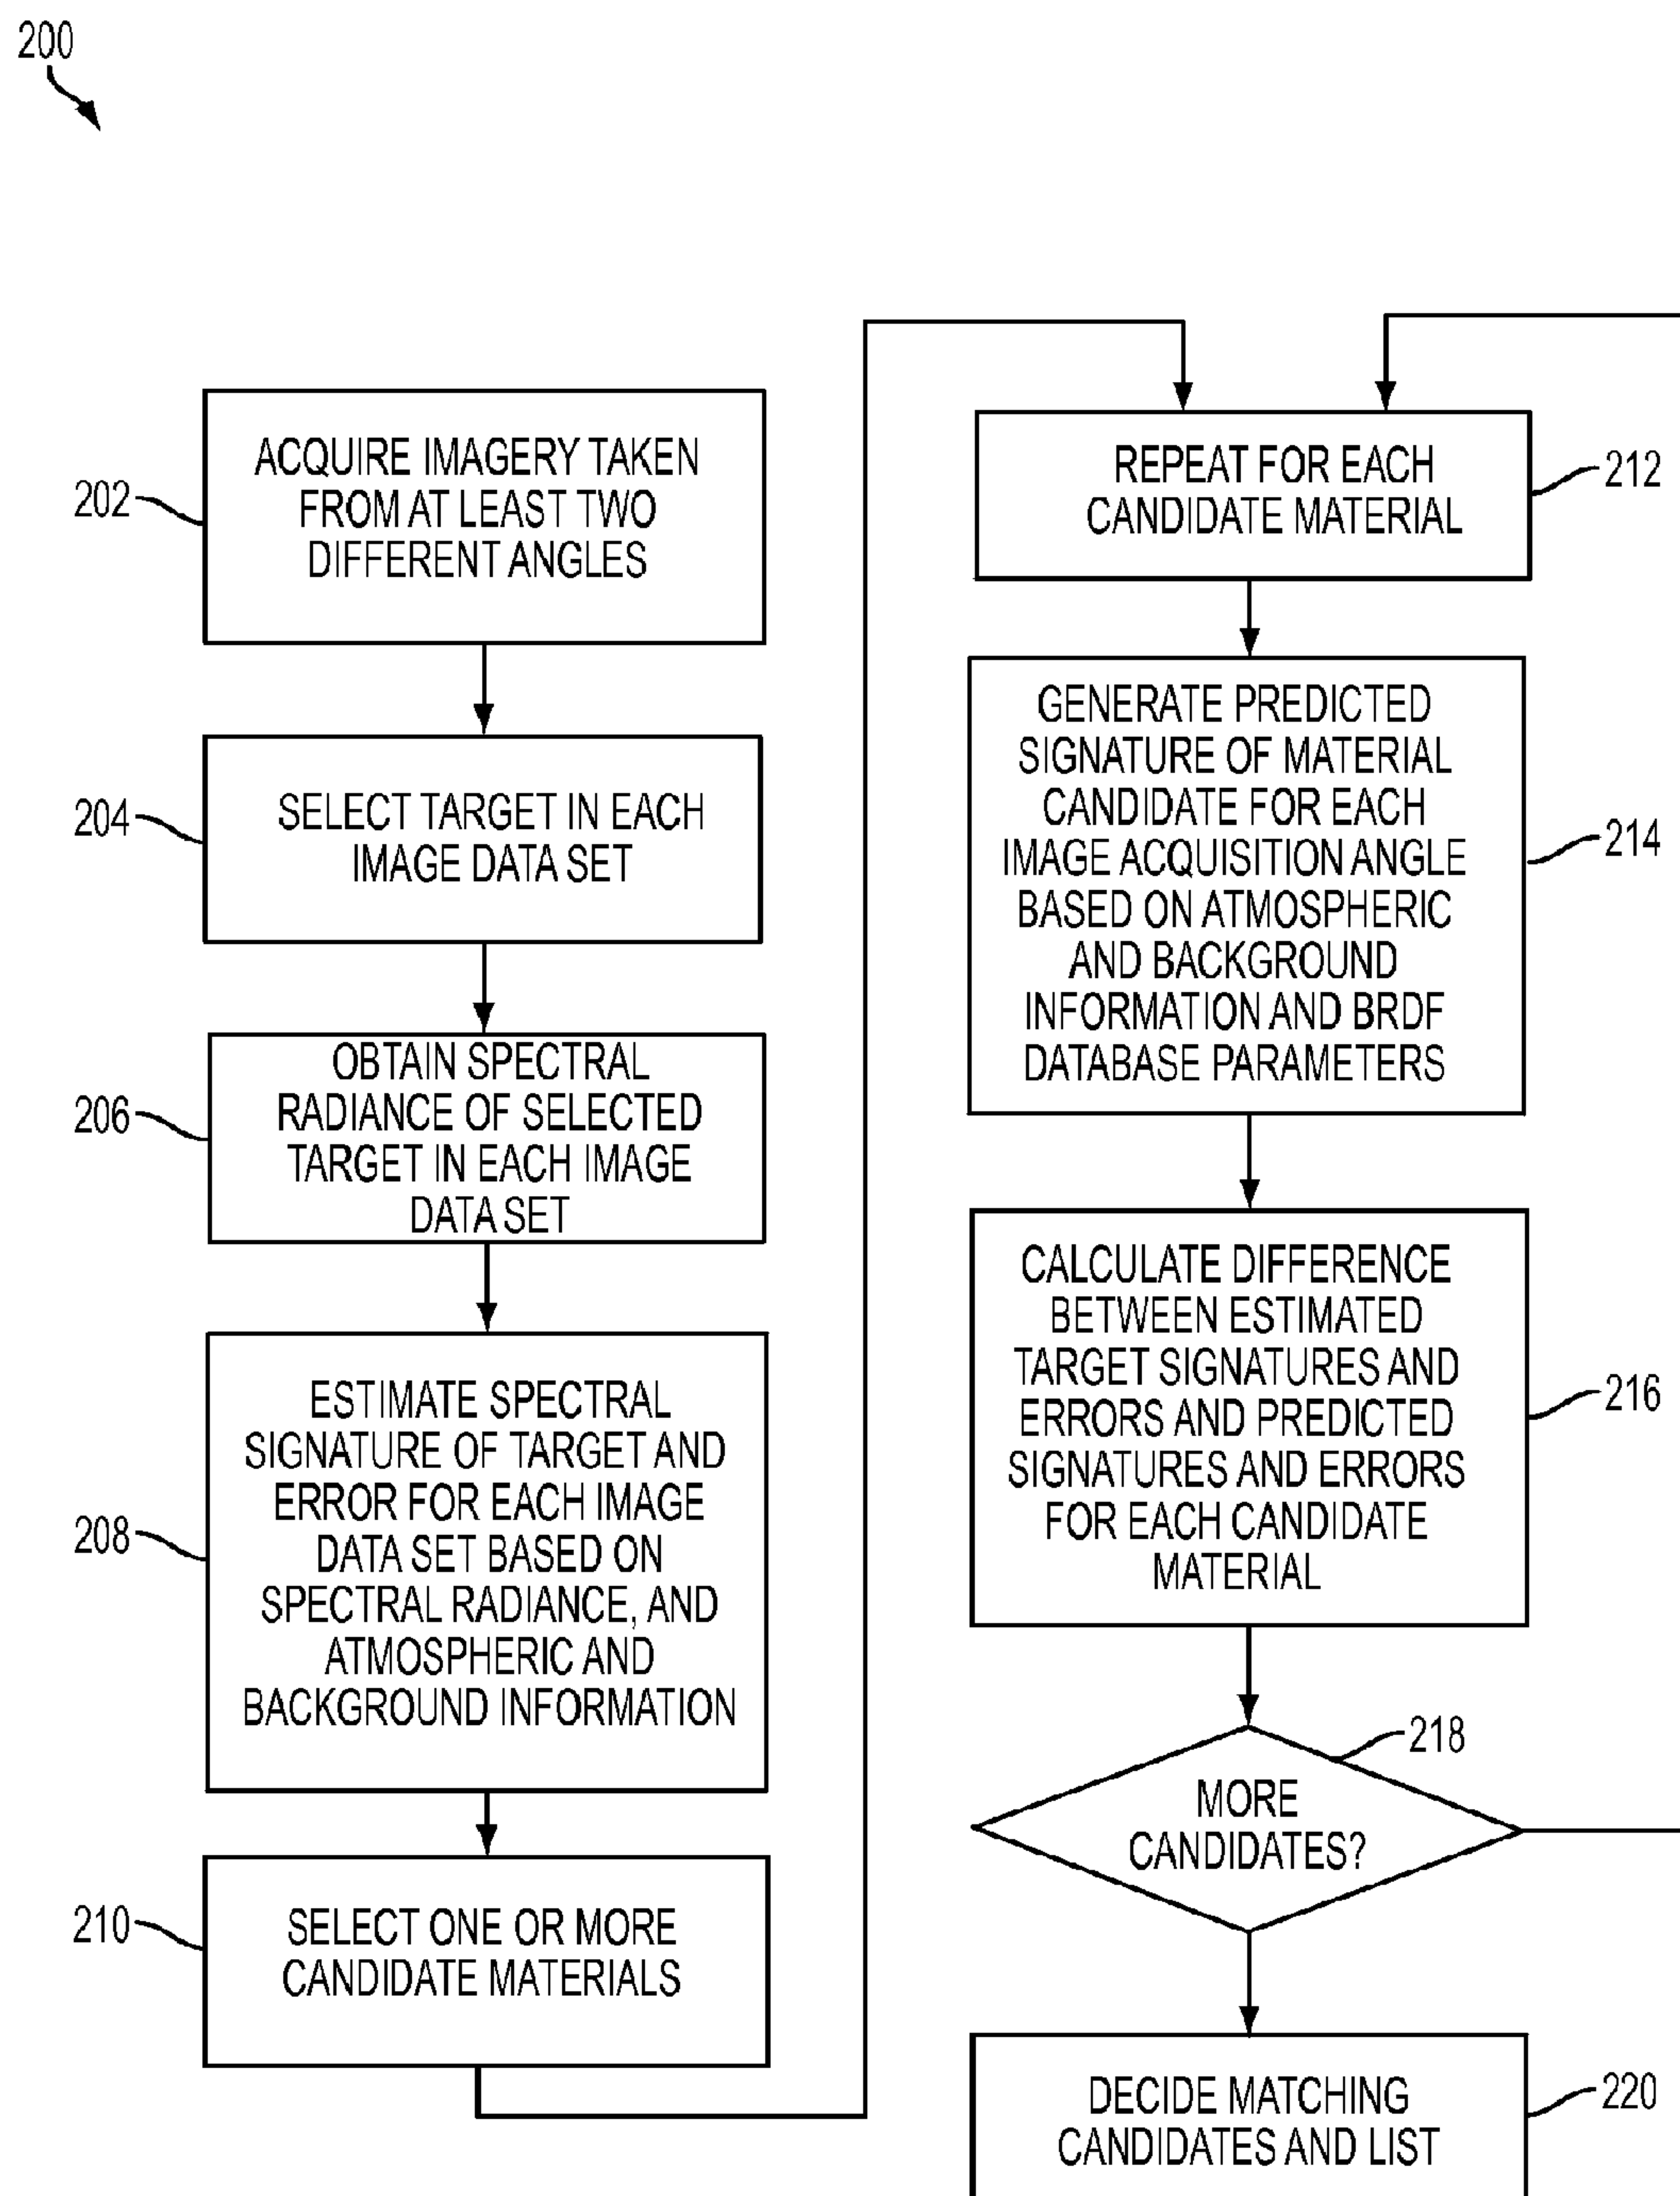 200
202
ACQUIRE IMAGERY TAKEN
FROM AT LEAST TWO
DIFFERENT ANGLES
204
SELECT TARGET IN EACH
IMAGE DATA SET
206
OBTAIN SPECTRAL
RADIANCE OF SELECTED
TARGET IN EACH IMAGE
DATA SET
208
ESTIMATE SPECTRAL
SIGNATURE OF TARGET AND
ERROR FOR EACH IMAGE
DATA SET BASED ON
SPECTRAL RADIANCE, AND
ATMOSPHERIC AND
BACKGROUND INFORMATION
210
SELECT ONE OR MORE
CANDIDATE MATERIALS
REPEAT FOR EACH
CANDIDATE MATERIAL
212
GENERATE PREDICTED
SIGNATURE OF MATERIAL
CANDIDATE FOR EACH
IMAGE ACQUISITION ANGLE
BASED ON ATMOSPHERIC
AND BACKGROUND
INFORMATION AND BRDF
DATABASE PARAMETERS
214
CALCULATE DIFFERENCE
BETWEEN ESTIMATED
TARGET SIGNATURES AND
ERRORS AND PREDICTED
SIGNATURES AND ERRORS
FOR EACH CANDIDATE
MATERIAL
216
218
MORE
CANDIDATES?
DECIDE MATCHING
CANDIDATES AND LIST
220